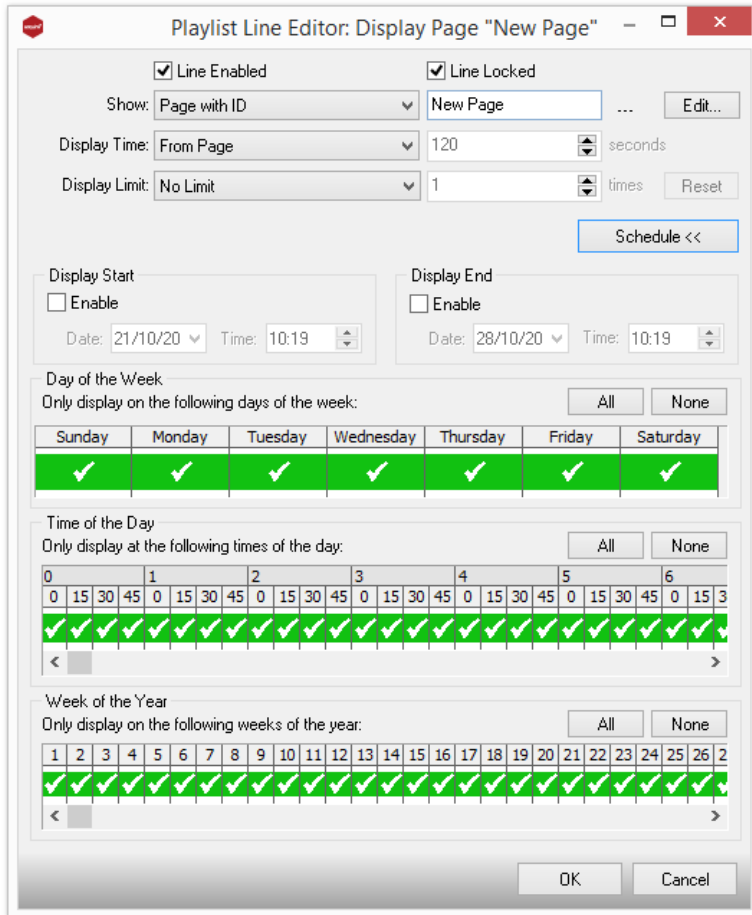 Playlist Line Editor: Display Page "New Page"
Line Enabled Line Locked
Show: Page with ID New Page ... Edit...
Display Time: From Page 120 seconds
Display Limit: No Limit 1 times Reset
Schedule <<
Display Start Display End
Enable Enable
Date: 21/10/20 Time: 10:19 Date: 28/10/20 Time: 10:19
Day of the Week
Only display on the following days of the week: All None
Sunday Monday Tuesday Wednesday Thursday Friday Saturday
Time of the Day
Only display at the following times of the day: All None
0 1 2 3 4 5 6
0 15 30 45 0 15 30 45 0 15 30 45 0 15 30 45 0 15 30 45 0 15 30 45 0 15 3
Week of the Year
Only display on the following weeks of the year: All None
1 2 3 4 5 6 7 8 9 10 11 12 13 14 15 16 17 18 19 20 21 22 23 24 25 26 2
OK Cancel